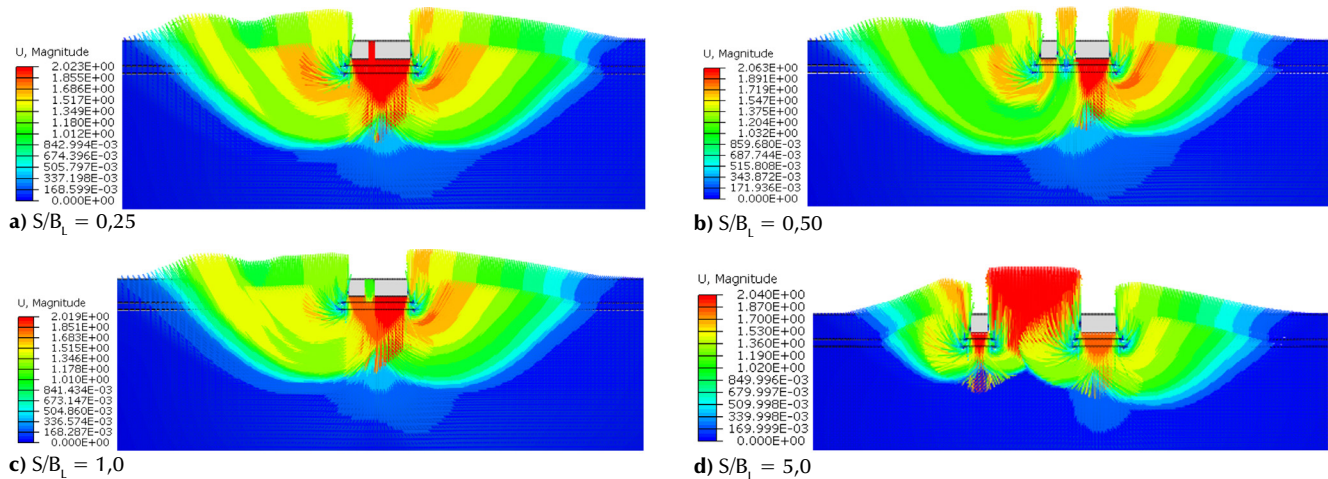 U, Magnitude
2.023E+00
1.855E+00
1.686E+00
1.517E+00
1.349E+00
1.180E+00
1.012E+00
842.994E-03
674.396E-03
505.797E-03
337.198E-03
168.599E-03
0.000E+00
a) S/B_L = 0,25
U, Magnitude
2.063E+00
1.891E+00
1.719E+00
1.547E+00
1.375E+00
1.204E+00
1.032E+00
859.680E-03
687.744E-03
515.808E-03
343.872E-03
171.936E-03
0.000E+00
b) S/B_L = 0,50
U, Magnitude
2.019E+00
1.851E+00
1.683E+00
1.515E+00
1.346E+00
1.178E+00
1.010E+00
841.434E-03
673.147E-03
504.860E-03
336.574E-03
168.287E-03
0.000E+00
c) S/B_L = 1,0
U, Magnitude
2.040E+00
1.870E+00
1.700E+00
1.530E+00
1.360E+00
1.190E+00
1.020E+00
849.996E-03
679.997E-03
509.998E-03
339.998E-03
169.999E-03
0.000E+00
d) S/B_L = 5,0